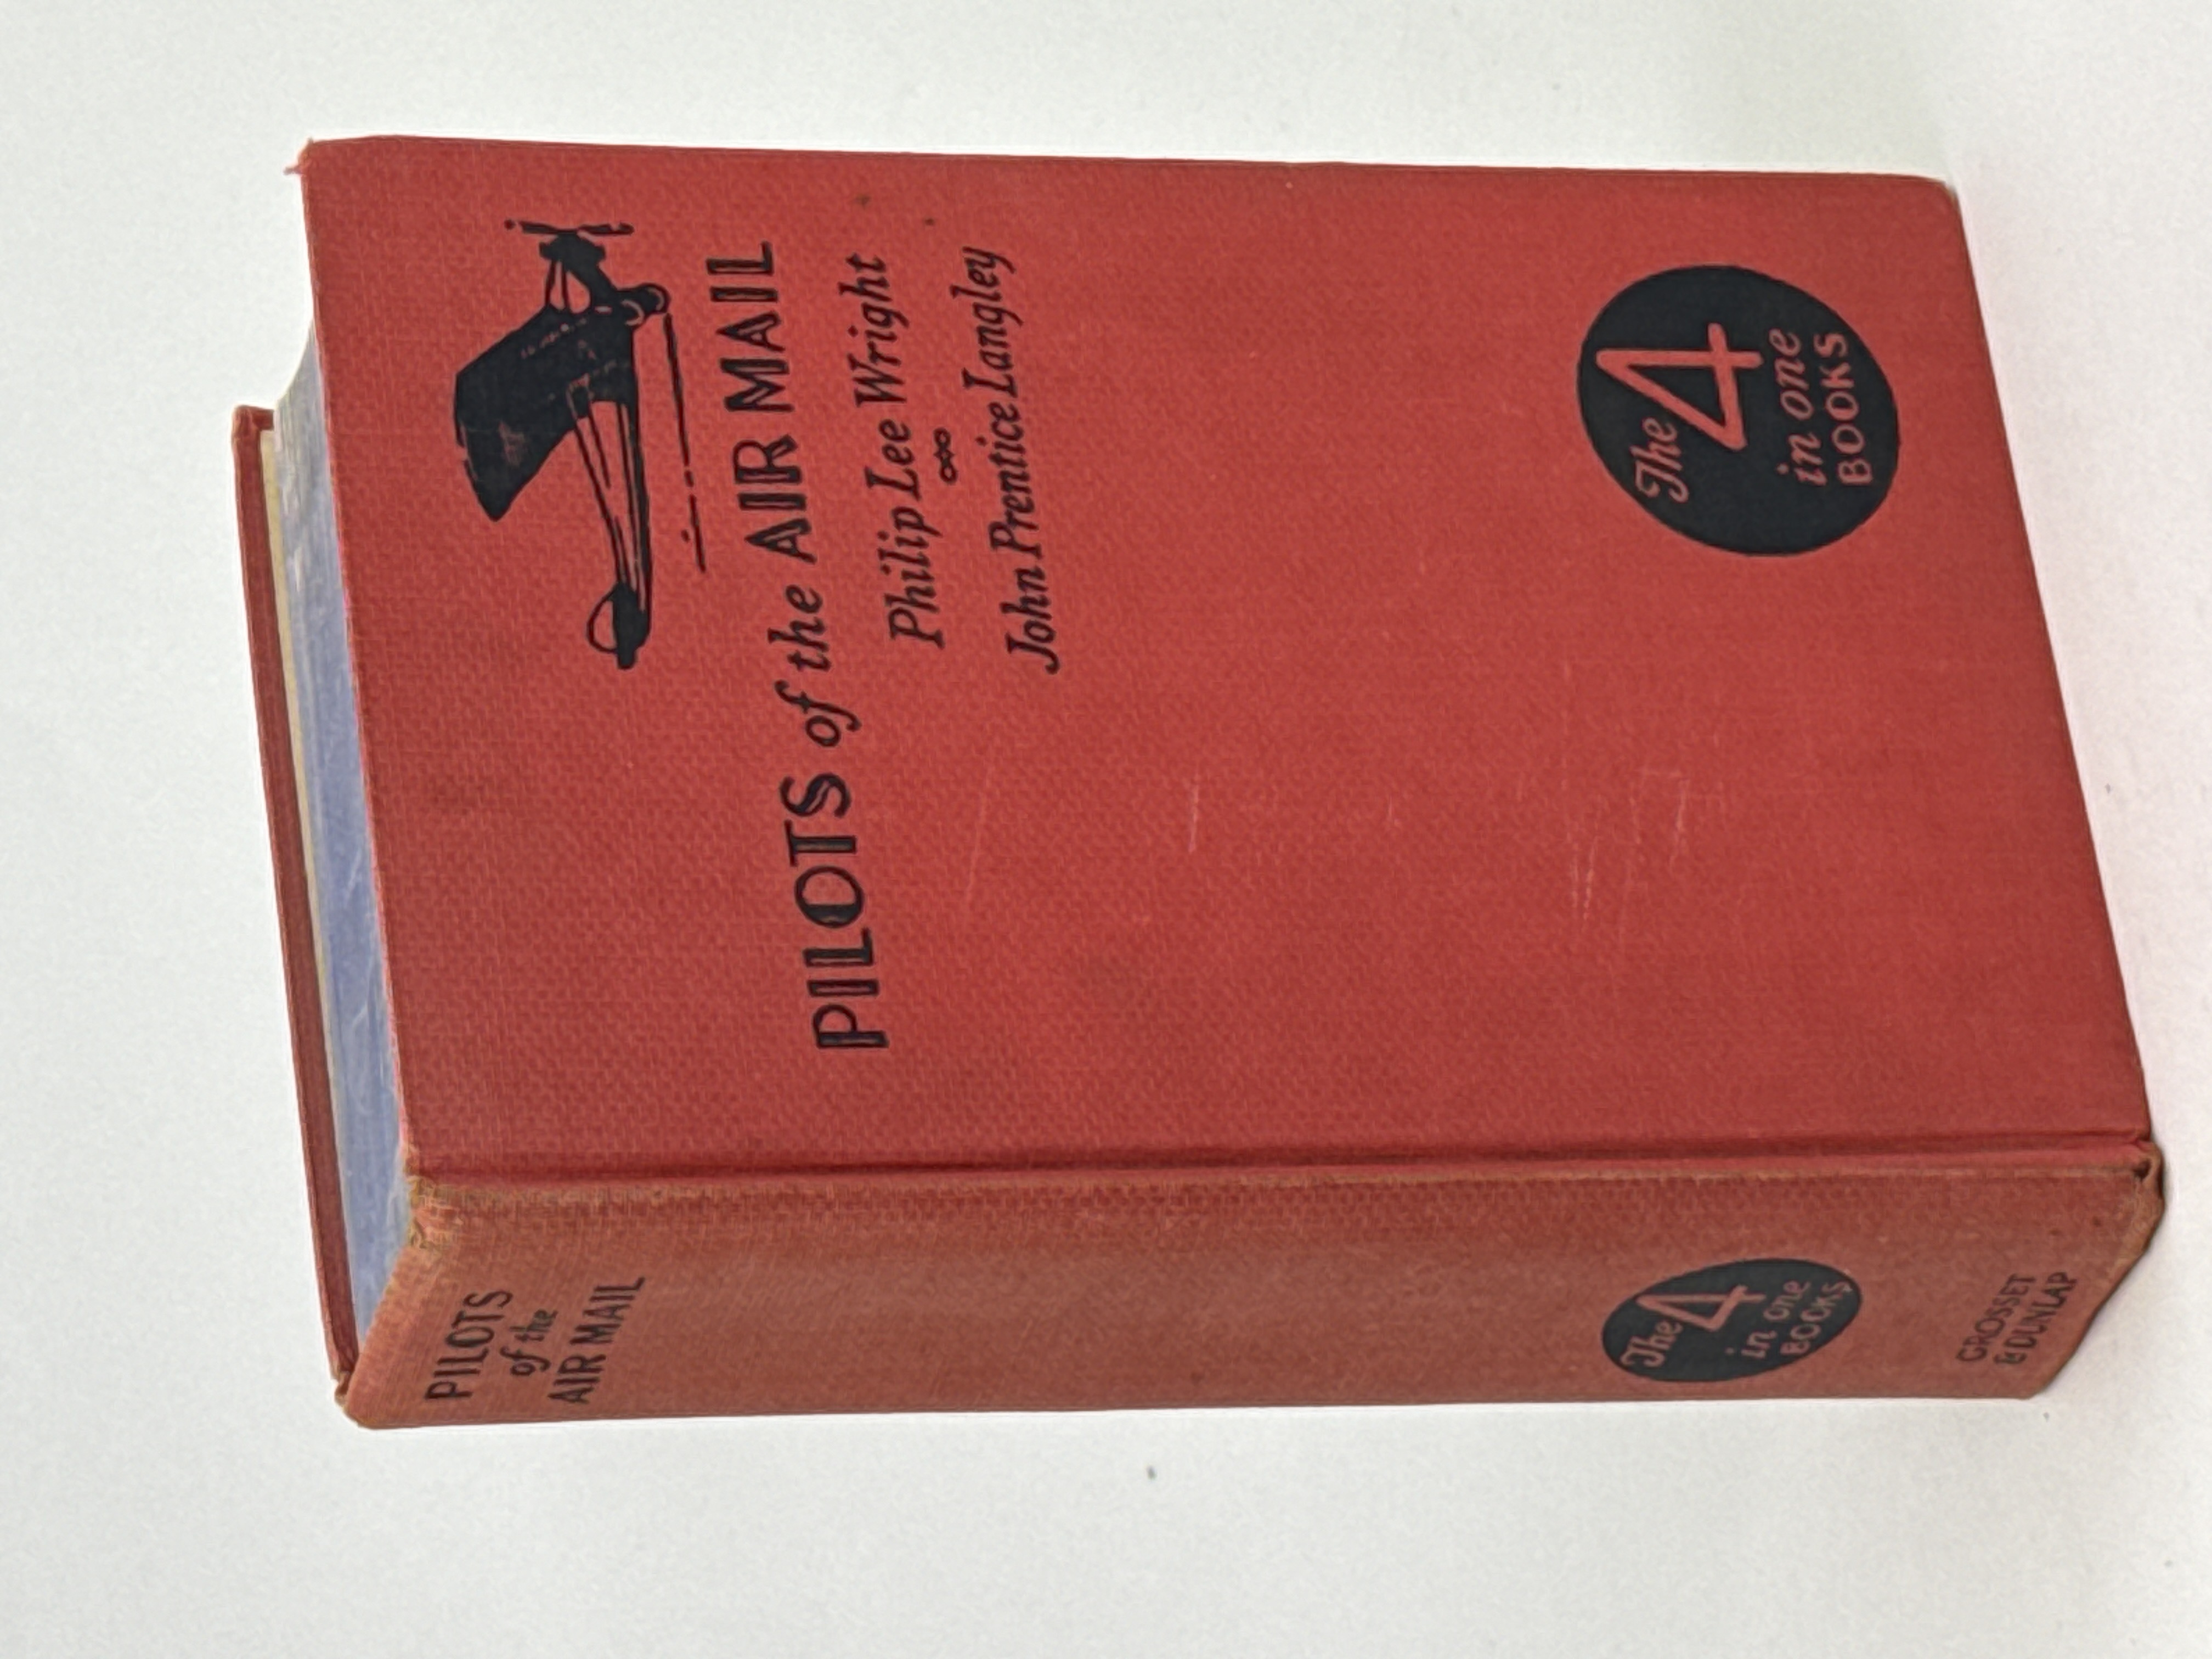 PILOTS of the AIR MAIL
Philip Lee Wright
∞
John Prentice Langley
The
4
in one
BOOKS
PILOTS
of the
AIR MAIL
The
4
in one
BOOKS
GROSSET
& DUNLAP